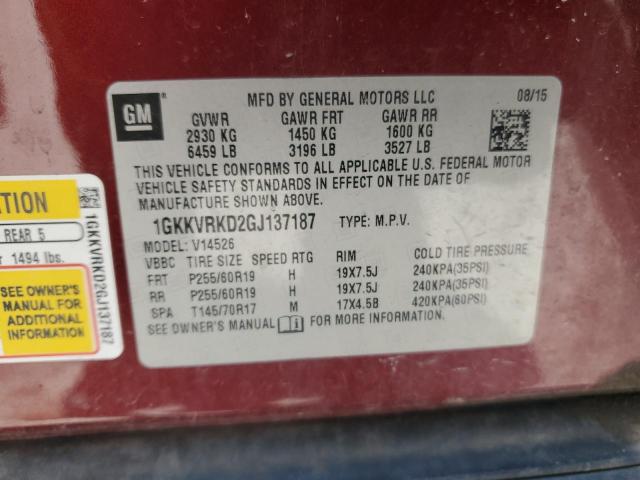 MFD BY GENERAL MOTORS LLC 08/15
GM
GVWR GAWR FRT GAWR RR
2930 KG 1450 KG 1600 KG
6459 LB 3196 LB 3527 LB
THIS VEHICLE CONFORMS TO ALL APPLICABLE U.S. FEDERAL MOTOR
VEHICLE SAFETY STANDARDS IN EFFECT ON THE DATE OF
MANUFACTURE SHOWN ABOVE.
1GKKVRKD2GJ137187 TYPE: M.P.V.
MODEL: V14526
VBBC TIRE SIZE SPEED RTG RIM COLD TIRE PRESSURE
FRT P255/60R19 H 19X7.5J 240KPA(35PSI)
RR P255/60R19 H 19X7.5J 240KPA(35PSI)
SPA T145/70R17 M 17X4.5B 420KPA(60PSI)
SEE OWNER'S MANUAL FOR MORE INFORMATION.
TION
REAR 5
1494 lbs.
SEE OWNER'S
MANUAL FOR
ADDITIONAL
INFORMATION
1GKKVRKD2GJ137187